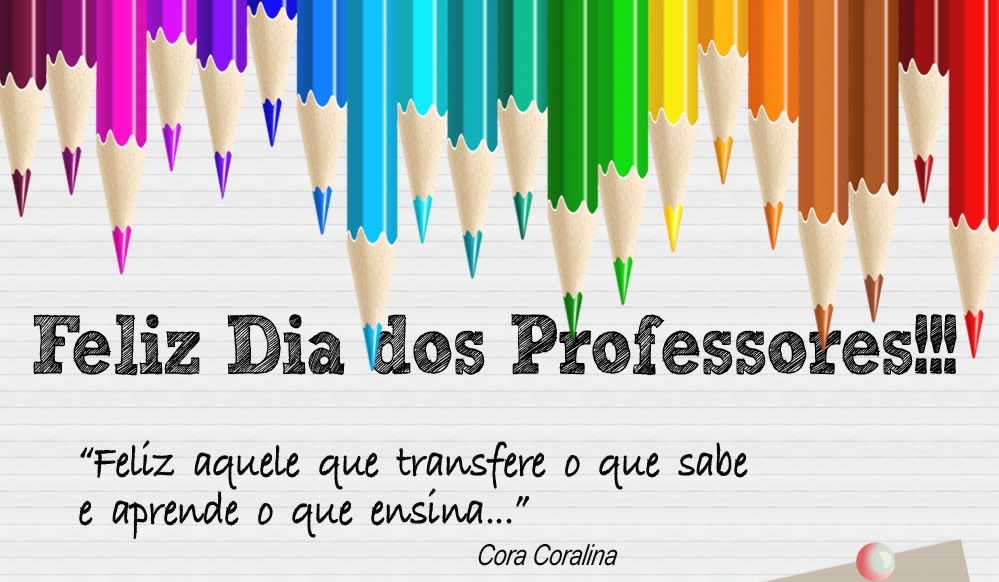 Feliz Dia dos Professores!!!
“Feliz aquele que transfere o que sabe
e aprende o que ensina...”
Cora Coralina